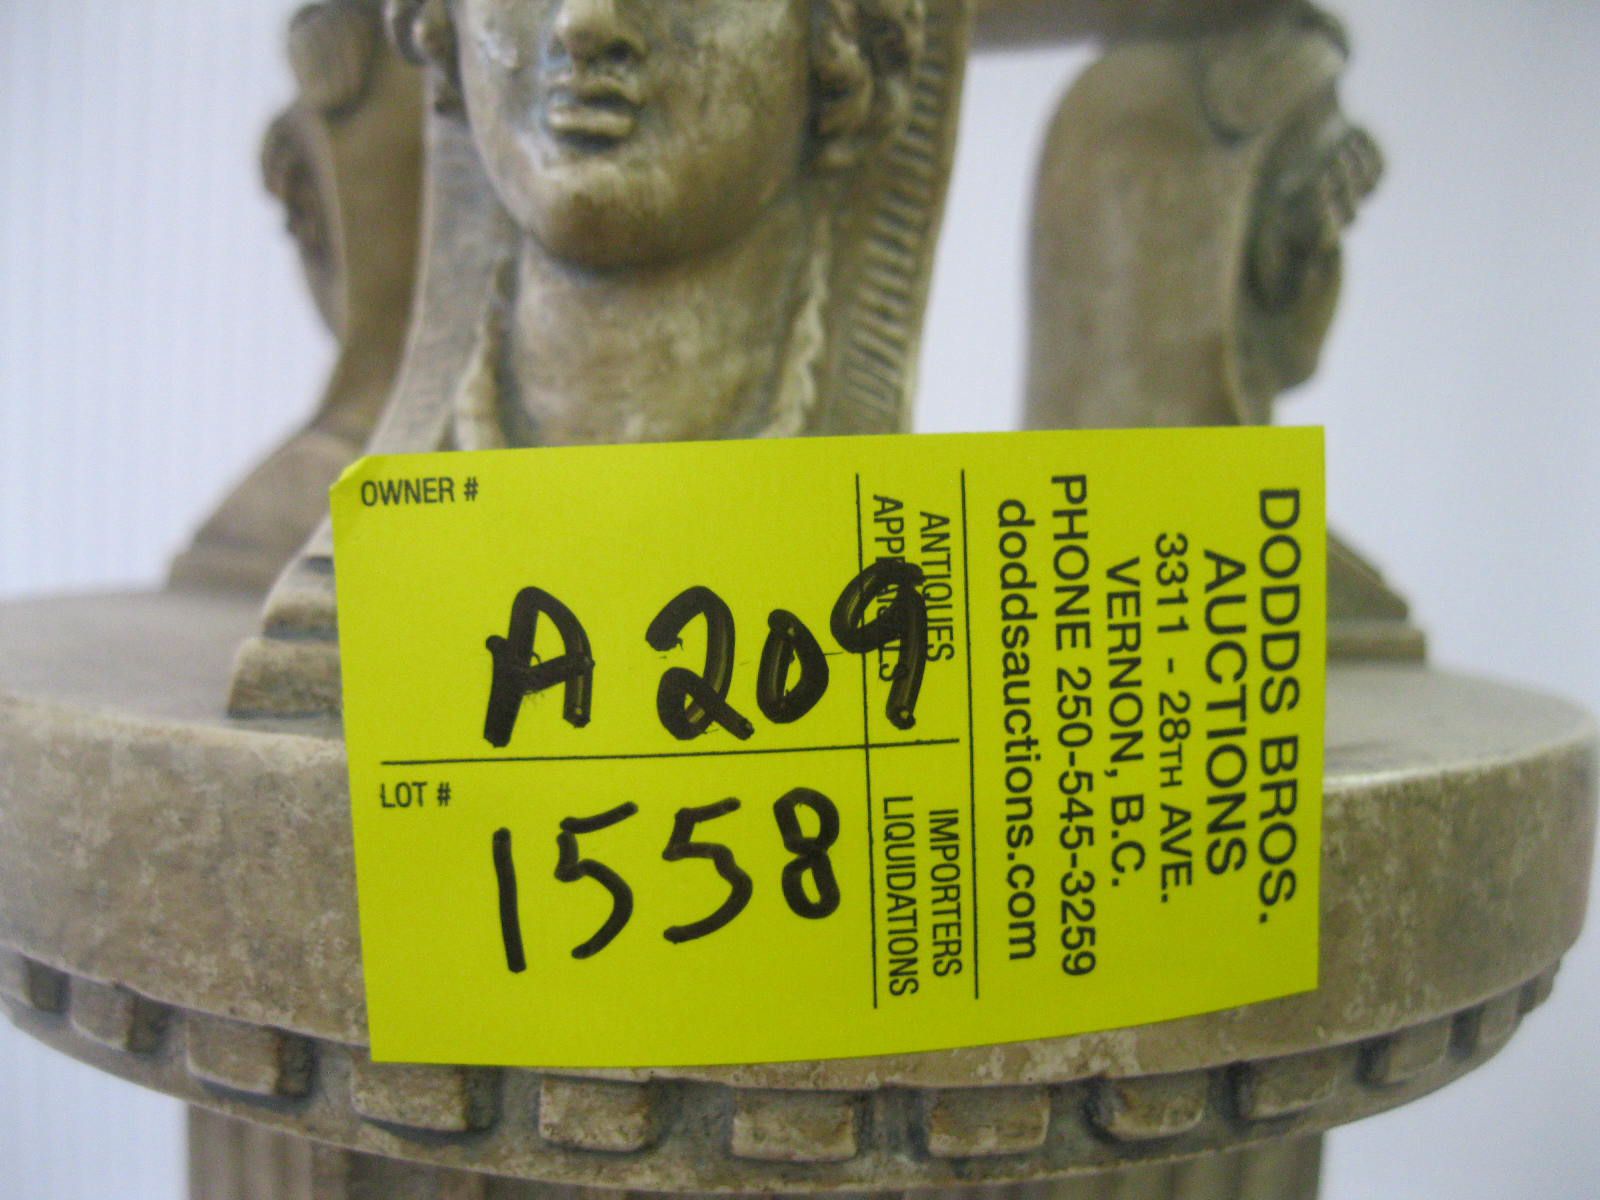 OWNER #
A 209
LOT #
1558
ANTIQUES
APPRAISALS
IMPORTERS
LIQUIDATIONS
DODDS BROS.
AUCTIONS
3311 - 28TH AVE.
VERNON, B.C.
PHONE 250-545-3259
doddsauctions.com